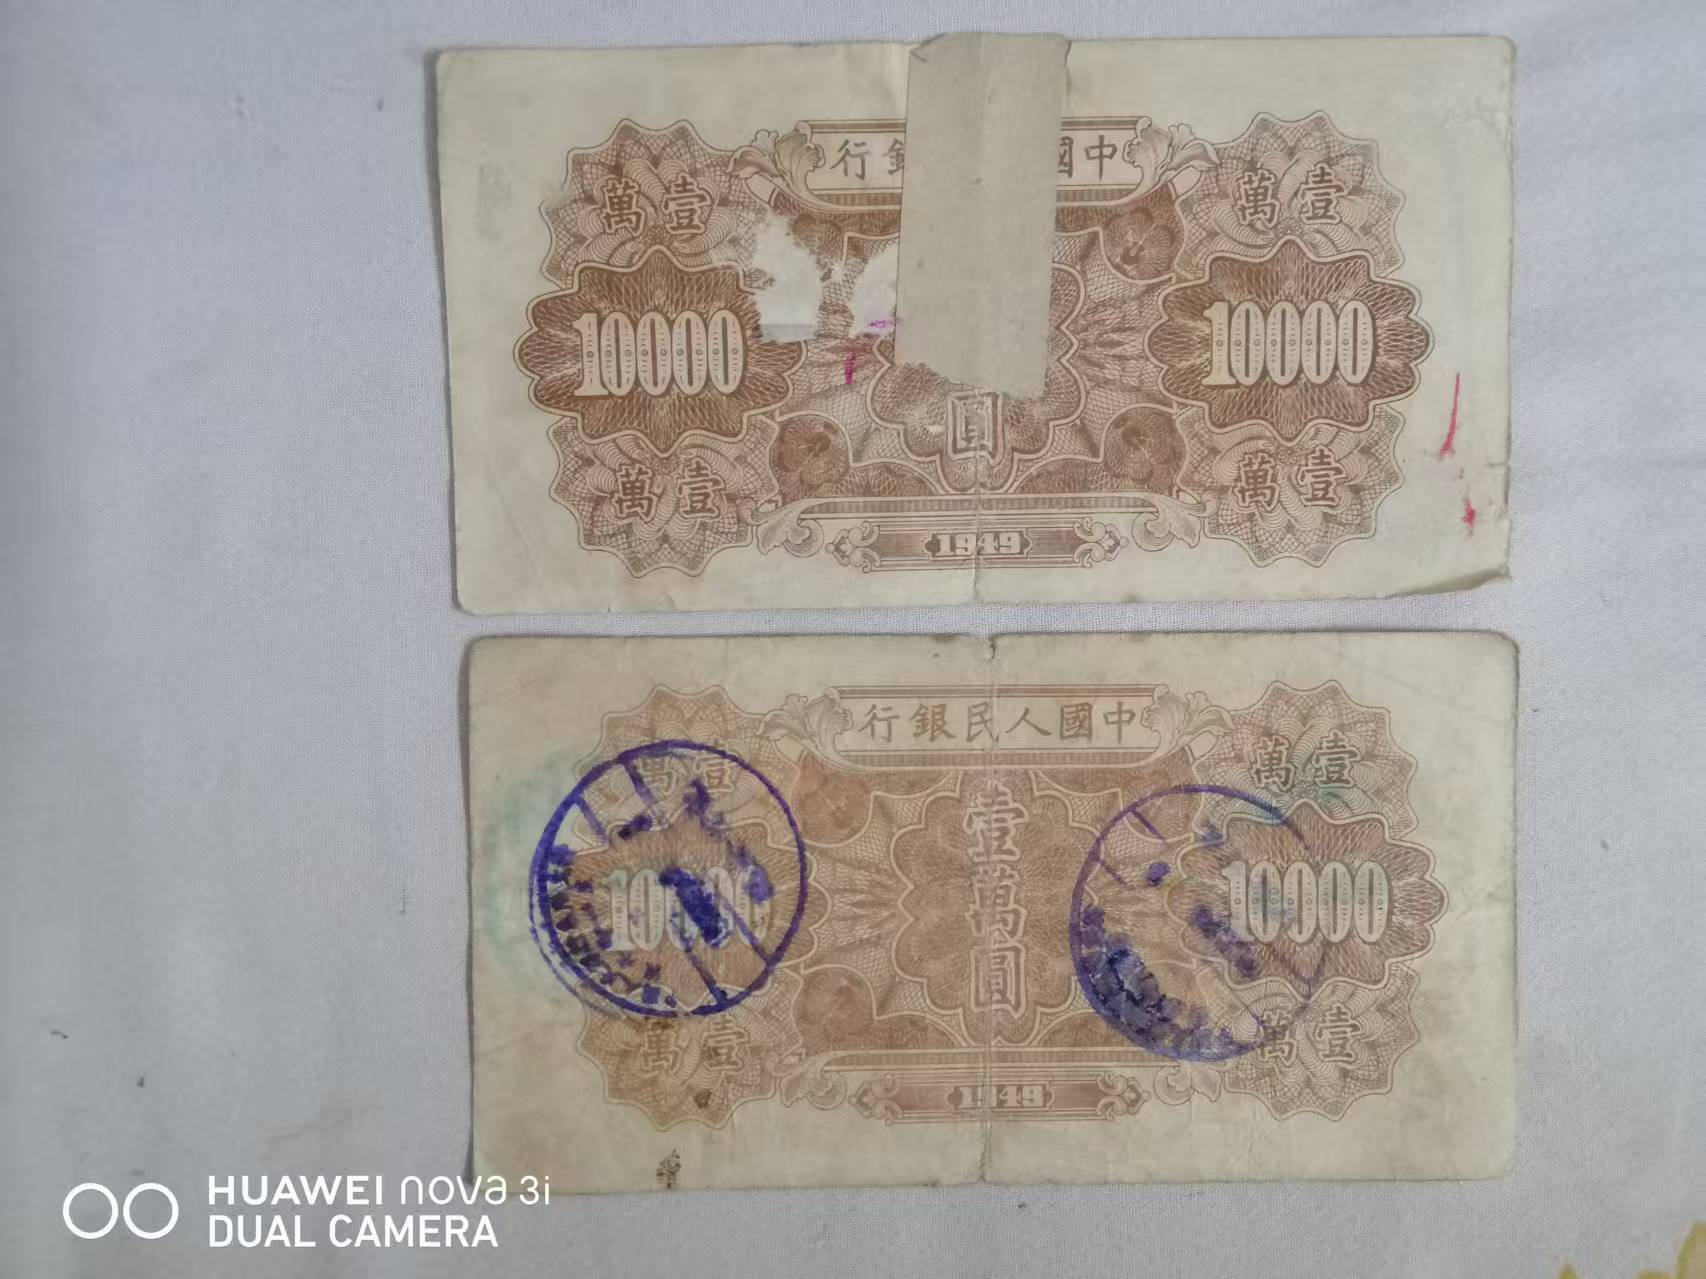 行銀 國中
萬壹 萬壹
10000 10000
圓
萬壹 萬壹
1949
行銀民人國中
萬壹 萬壹
壹萬圓
10000 10000
萬壹 萬壹
1949
HUAWEI nova 3i
DUAL CAMERA